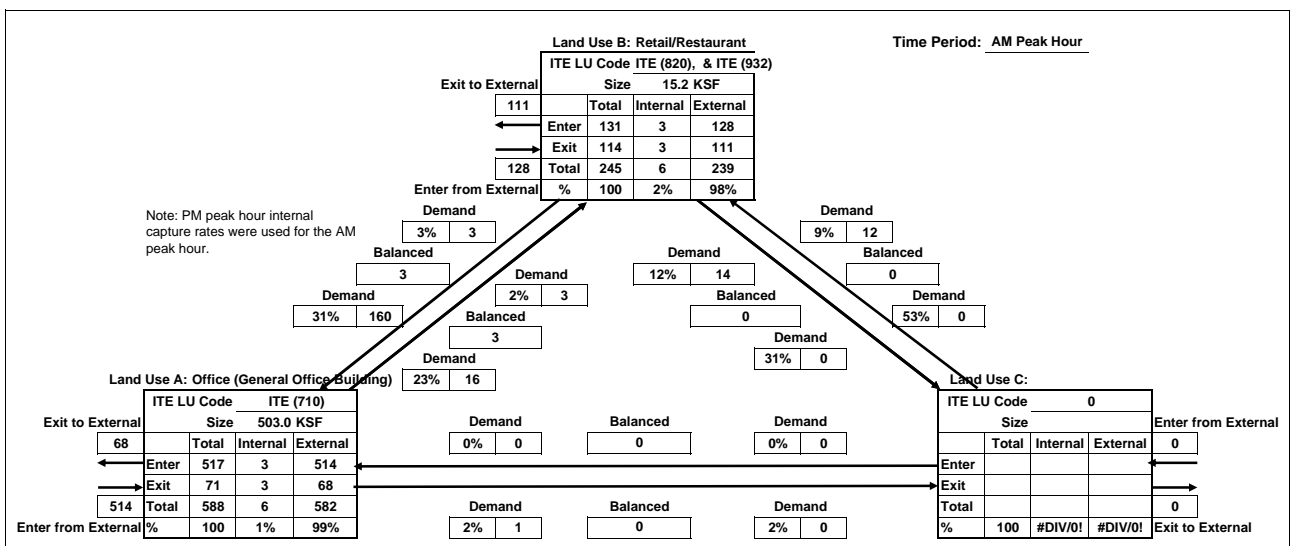 Land Use B: Retail/Restaurant
Time Period: AM Peak Hour
ITE LU Code ITE (820), & ITE (932)
Exit to External Size 15.2 KSF
111 Total Internal External
Enter 131 3 128
Exit 114 3 111
128 Total 245 6 239
Enter from External % 100 2% 98%
Note: PM peak hour internal
capture rates were used for the AM
peak hour.
Demand
3% 3
Balanced
3
Demand
31% 160
Demand
2% 3
Balanced
3
Demand
23% 16
Demand
12% 14
Balanced
0
Demand
31% 0
Demand
9% 12
Balanced
0
Demand
53% 0
Land Use A: Office (General Office Building)
ITE LU Code ITE (710)
Exit to External Size 503.0 KSF
68 Total Internal External
Enter 517 3 514
Exit 71 3 68
514 Total 588 6 582
Enter from External % 100 1% 99%
Demand Balanced Demand
0% 0 0 0% 0
Demand Balanced Demand
2% 1 0 2% 0
Land Use C:
ITE LU Code 0
Size Enter from External
Total Internal External 0
Enter
Exit
Total 0
% 100 #DIV/0! #DIV/0! Exit to External